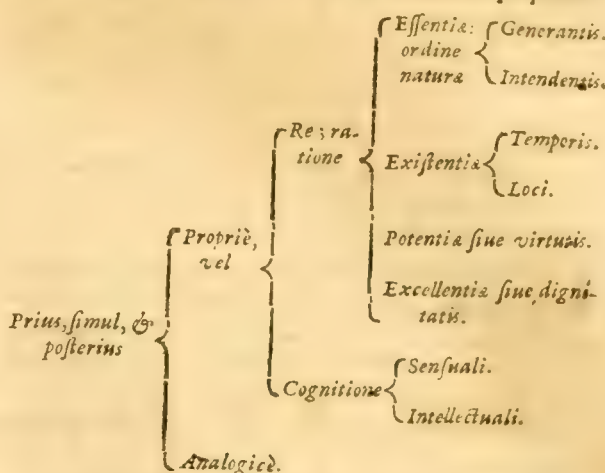 Essentiæ:
ordine
naturæ
Generantis.
Intendentis.
Re; ra-
tione
Existentiæ
Temporis.
Loci.
Propriè,
vel
Potentiæ siue virtutis.
Excellentiæ siue digni-
tatis.
Prius, simul, &
posterius
Cognitione
Sensuali.
Intellectuali.
Analogicè.